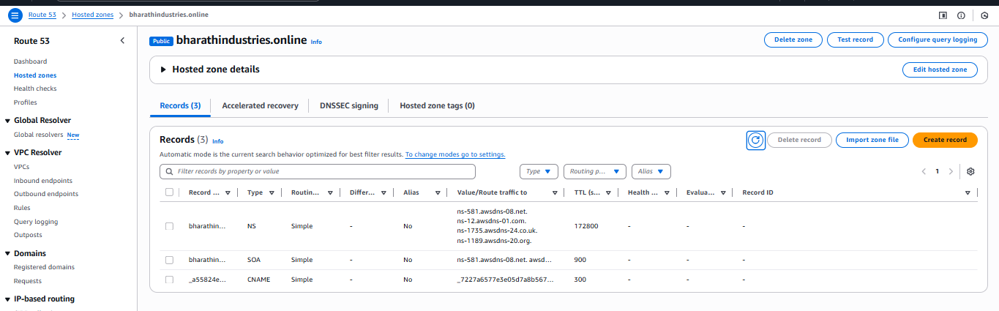 Route 53 > Hosted zones > bharathindustries.online
Route 53
Dashboard
Hosted zones
Health checks
Profiles
Global Resolver
Global resolvers New
VPC Resolver
VPCs
Inbound endpoints
Outbound endpoints
Rules
Query logging
Outposts
Domains
Registered domains
Requests
IP-based routing
Public bharathindustries.online Info
Delete zone Test record Configure query logging
Hosted zone details Edit hosted zone
Records (3) Accelerated recovery DNSSEC signing Hosted zone tags (0)
Records (3) Info Delete record Import zone file Create record
Automatic mode is the current search behavior optimized for best filter results. To change modes go to settings.
Filter records by property or value Type Routing p... Alias 1
Record ... Type Routin... Differ... Alias Value/Route traffic to TTL (s... Health ... Evalua... Record ID
bharathin... NS Simple - No ns-581.awsdns-08.net. 172800 - - -
ns-12.awsdns-01.com.
ns-1735.awsdns-24.co.uk.
ns-1189.awsdns-20.org.
bharathin... SOA Simple - No ns-581.awsdns-08.net. awsd... 900 - - -
_a55824e... CNAME Simple - No _7227a6577e3e05d7a8b567... 300 - - -